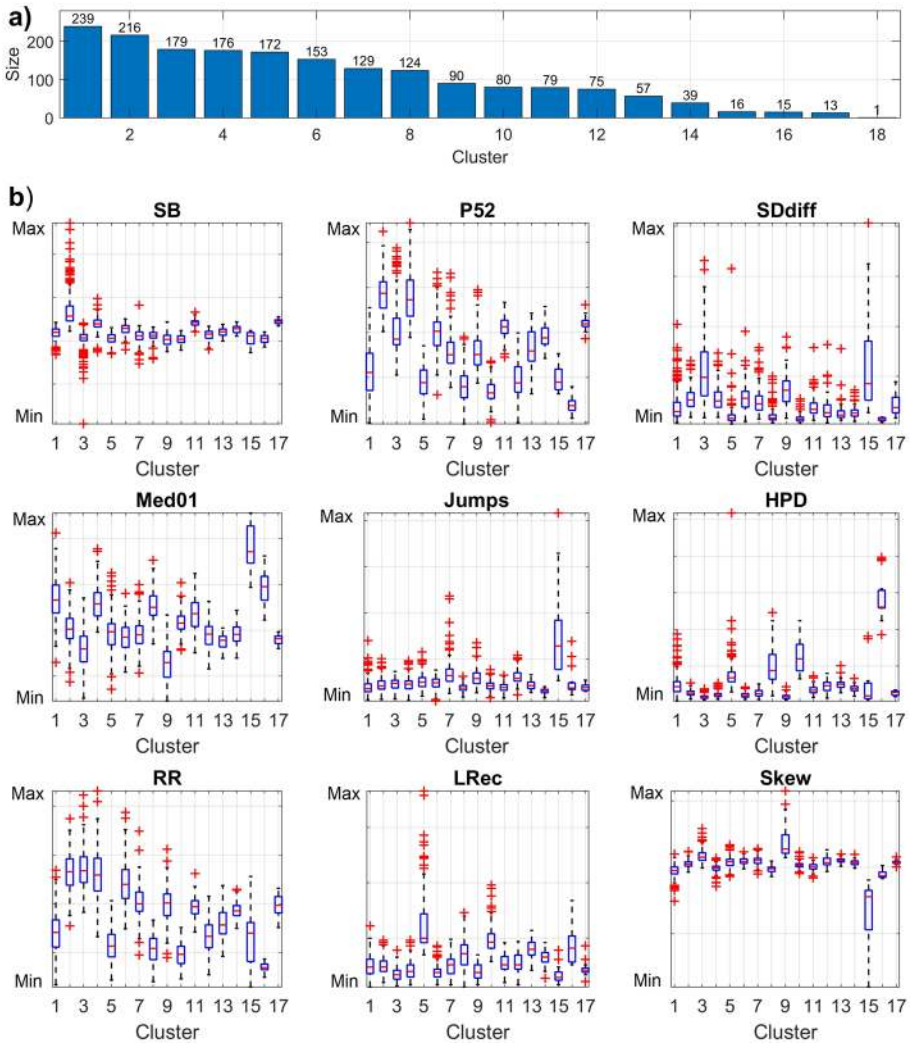 a)
239 216 179 176 172 153 129 124 90 80 79 75 57 39 16 15 13 1
Size
200
100
0
2 4 6 8 10 12 14 16 18
Cluster
b)
SB P52 SDdiff
Max Max Max
Min Min Min
1 3 5 7 9 11 13 15 17 1 3 5 7 9 11 13 15 17 1 3 5 7 9 11 13 15 17
Cluster Cluster Cluster
Med01 Jumps HPD
Max Max Max
Min Min Min
1 3 5 7 9 11 13 15 17 1 3 5 7 9 11 13 15 17 1 3 5 7 9 11 13 15 17
Cluster Cluster Cluster
RR LRec Skew
Max Max Max
Min Min Min
1 3 5 7 9 11 13 15 17 1 3 5 7 9 11 13 15 17 1 3 5 7 9 11 13 15 17
Cluster Cluster Cluster